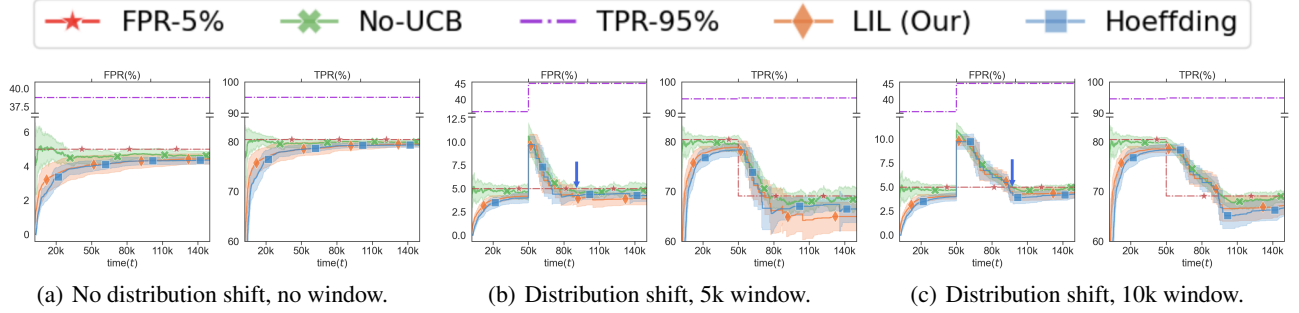 FPR-5% No-UCB TPR-95% LIL (Our) Hoeffding
FPR(%) TPR(%) FPR(%) TPR(%) FPR(%) TPR(%)
40.0 100 45 100 45 100
37.5 40 40
90 90 90
6 12.5 10.0
80 10.0 80 80
4 7.5 7.5
70 5.0 70 5.0 70
2 2.5 2.5
0 60 0.0 60 0.0 60
20k 50k 80k 110k 140k 20k 50k 80k 110k 140k 20k 50k 80k 110k 140k 20k 50k 80k 110k 140k 20k 50k 80k 110k 140k 20k 50k 80k 110k 140k
time(t) time(t) time(t) time(t) time(t) time(t)
(a) No distribution shift, no window. (b) Distribution shift, 5k window. (c) Distribution shift, 10k window.